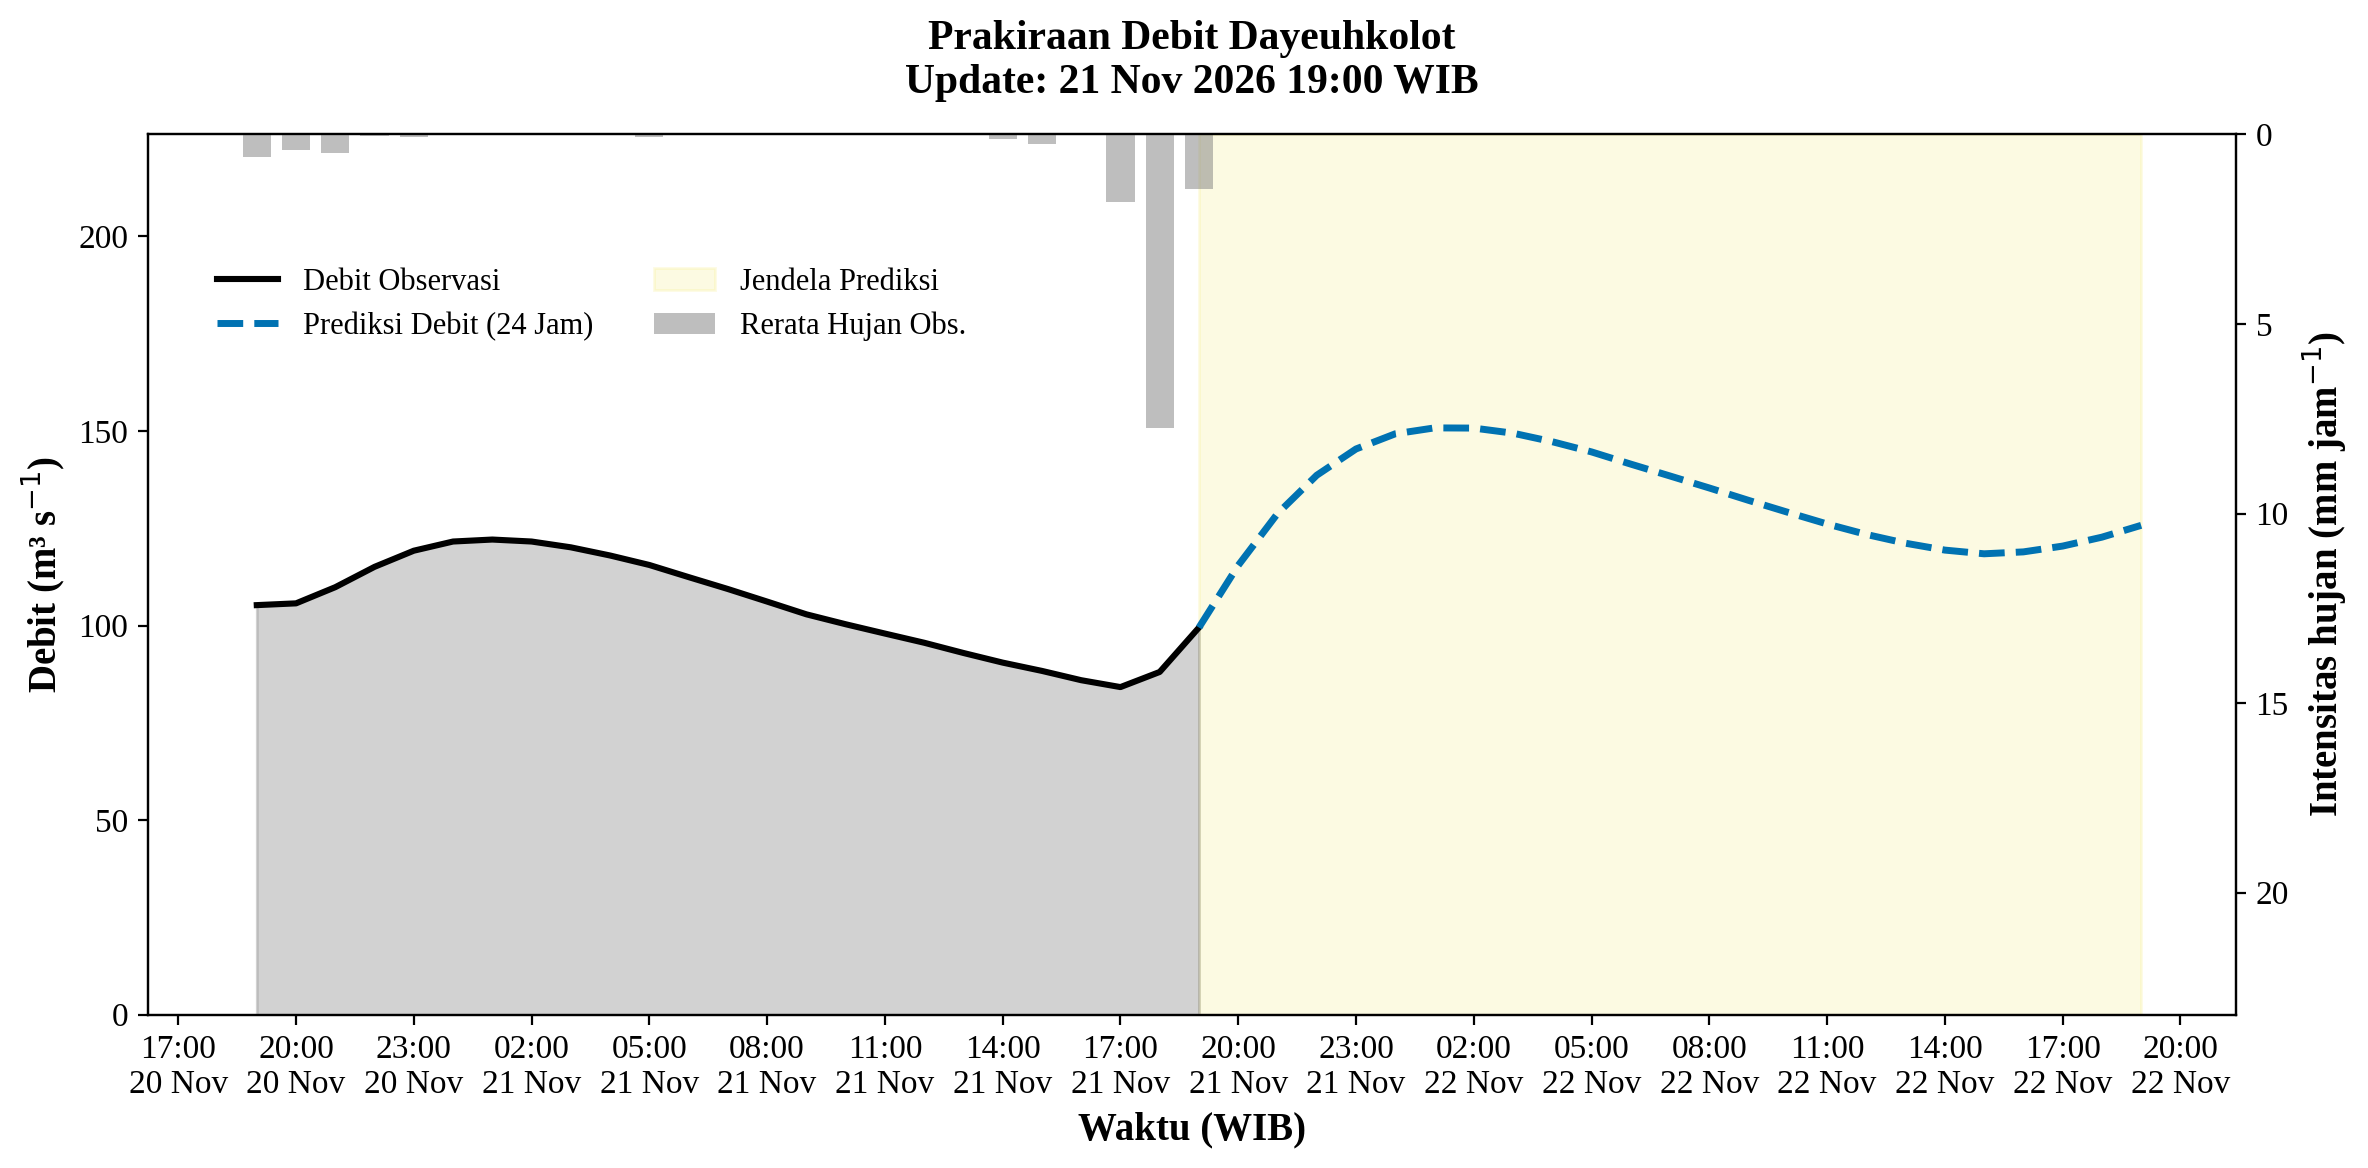 Prakiraan Debit Dayeuhkolot
Update: 21 Nov 2026 19:00 WIB
Debit (m³ s⁻¹)
200
150
100
50
0
Debit Observasi
Prediksi Debit (24 Jam)
Jendela Prediksi
Rerata Hujan Obs.
0
5
10
15
20
Intensitas hujan (mm jam⁻¹)
17:00 20:00 23:00 02:00 05:00 08:00 11:00 14:00 17:00 20:00 23:00 02:00 05:00 08:00 11:00 14:00 17:00 20:00
20 Nov 20 Nov 20 Nov 21 Nov 21 Nov 21 Nov 21 Nov 21 Nov 21 Nov 21 Nov 21 Nov 22 Nov 22 Nov 22 Nov 22 Nov 22 Nov 22 Nov 22 Nov
Waktu (WIB)